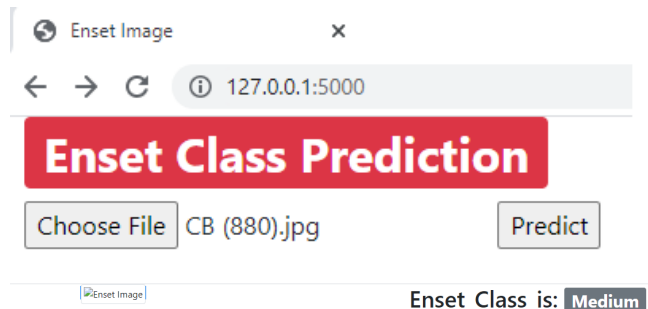 Enset Image
127.0.0.1:5000
Enset Class Prediction
Choose File CB (880).jpg Predict
Enset Image Enset Class is: Medium